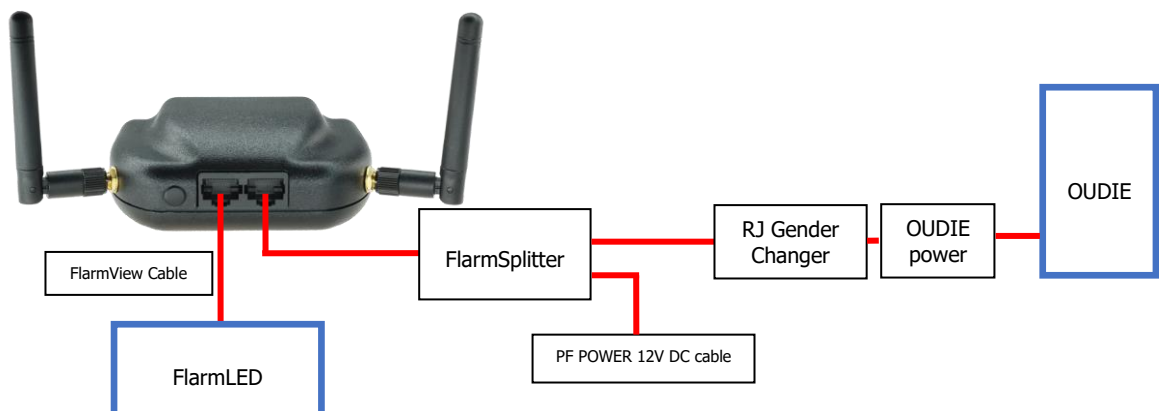 OUDIE
RJ Gender
Changer
OUDIE
power
FlarmSplitter
FlarmView Cable
PF POWER 12V DC cable
FlarmLED